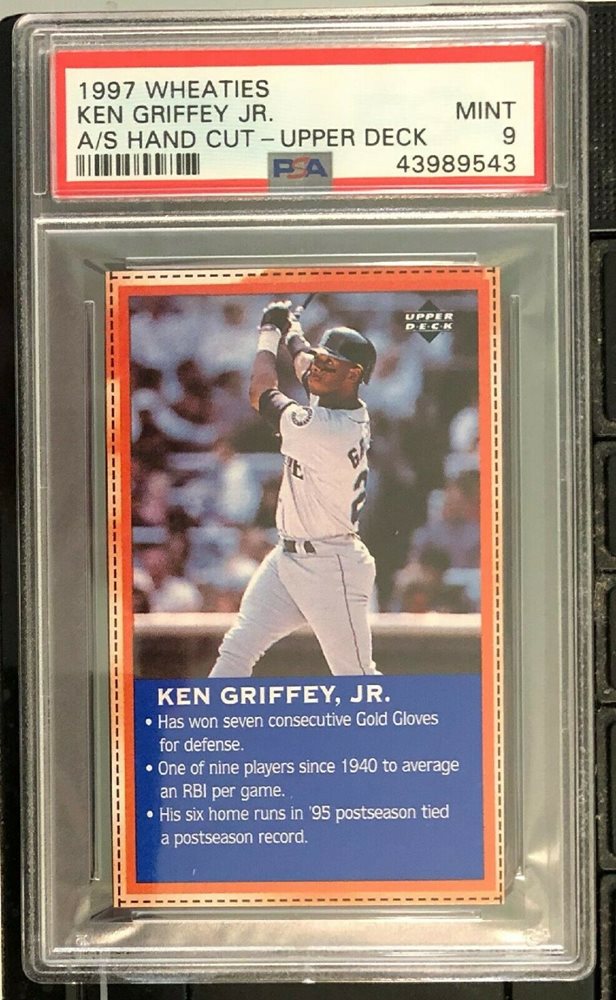 1997 WHEATIES
KEN GRIFFEY JR. MINT
A/S HAND CUT – UPPER DECK 9
PSA 43989543
UPPER
D•E•C•K
KEN GRIFFEY, JR.
• Has won seven consecutive Gold Gloves
for defense.
• One of nine players since 1940 to average
an RBI per game.
• His six home runs in '95 postseason tied
a postseason record.